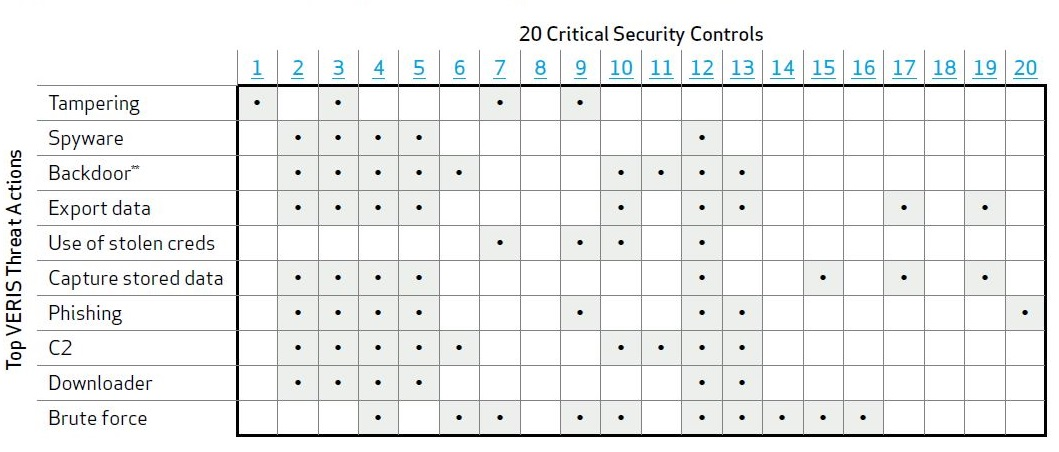 20 Critical Security Controls
1 2 3 4 5 6 7 8 9 10 11 12 13 14 15 16 17 18 19 20
Top VERIS Threat Actions
Tampering • • • •
Spyware • • • • •
Backdoor** • • • • • • • • •
Export data • • • • • • • • •
Use of stolen creds • • • •
Capture stored data • • • • • • • •
Phishing • • • • • • • •
C2 • • • • • • • • •
Downloader • • • • • •
Brute force • • • • • • • • • •